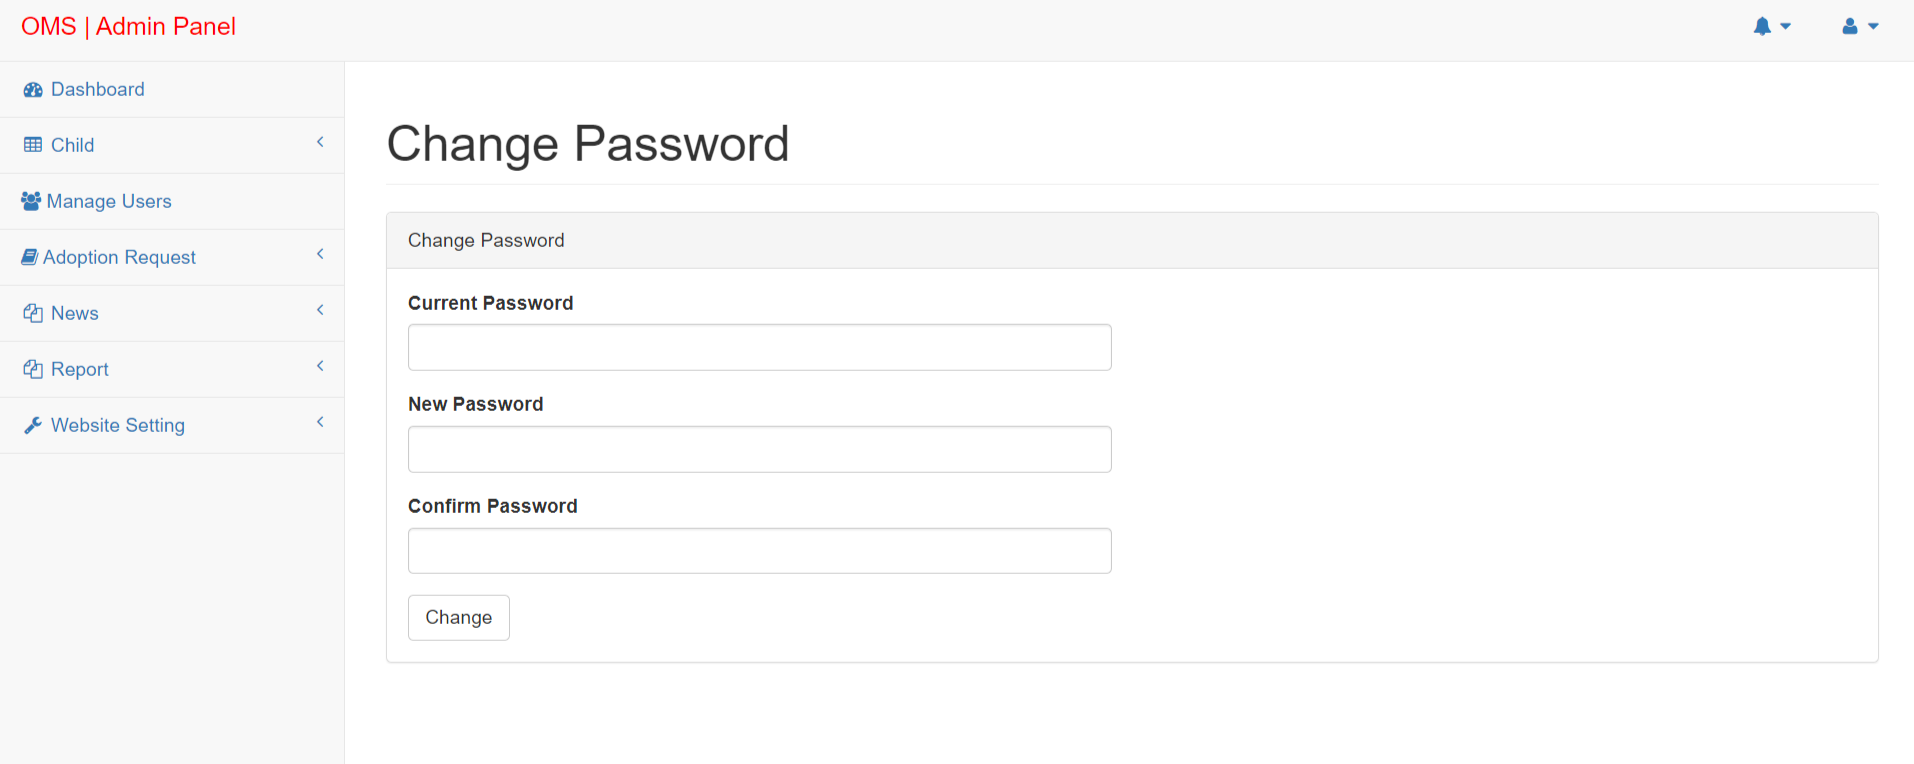 OMS | Admin Panel
Dashboard
Child
Manage Users
Adoption Request
News
Report
Website Setting
Change Password
Change Password
Current Password
New Password
Confirm Password
Change